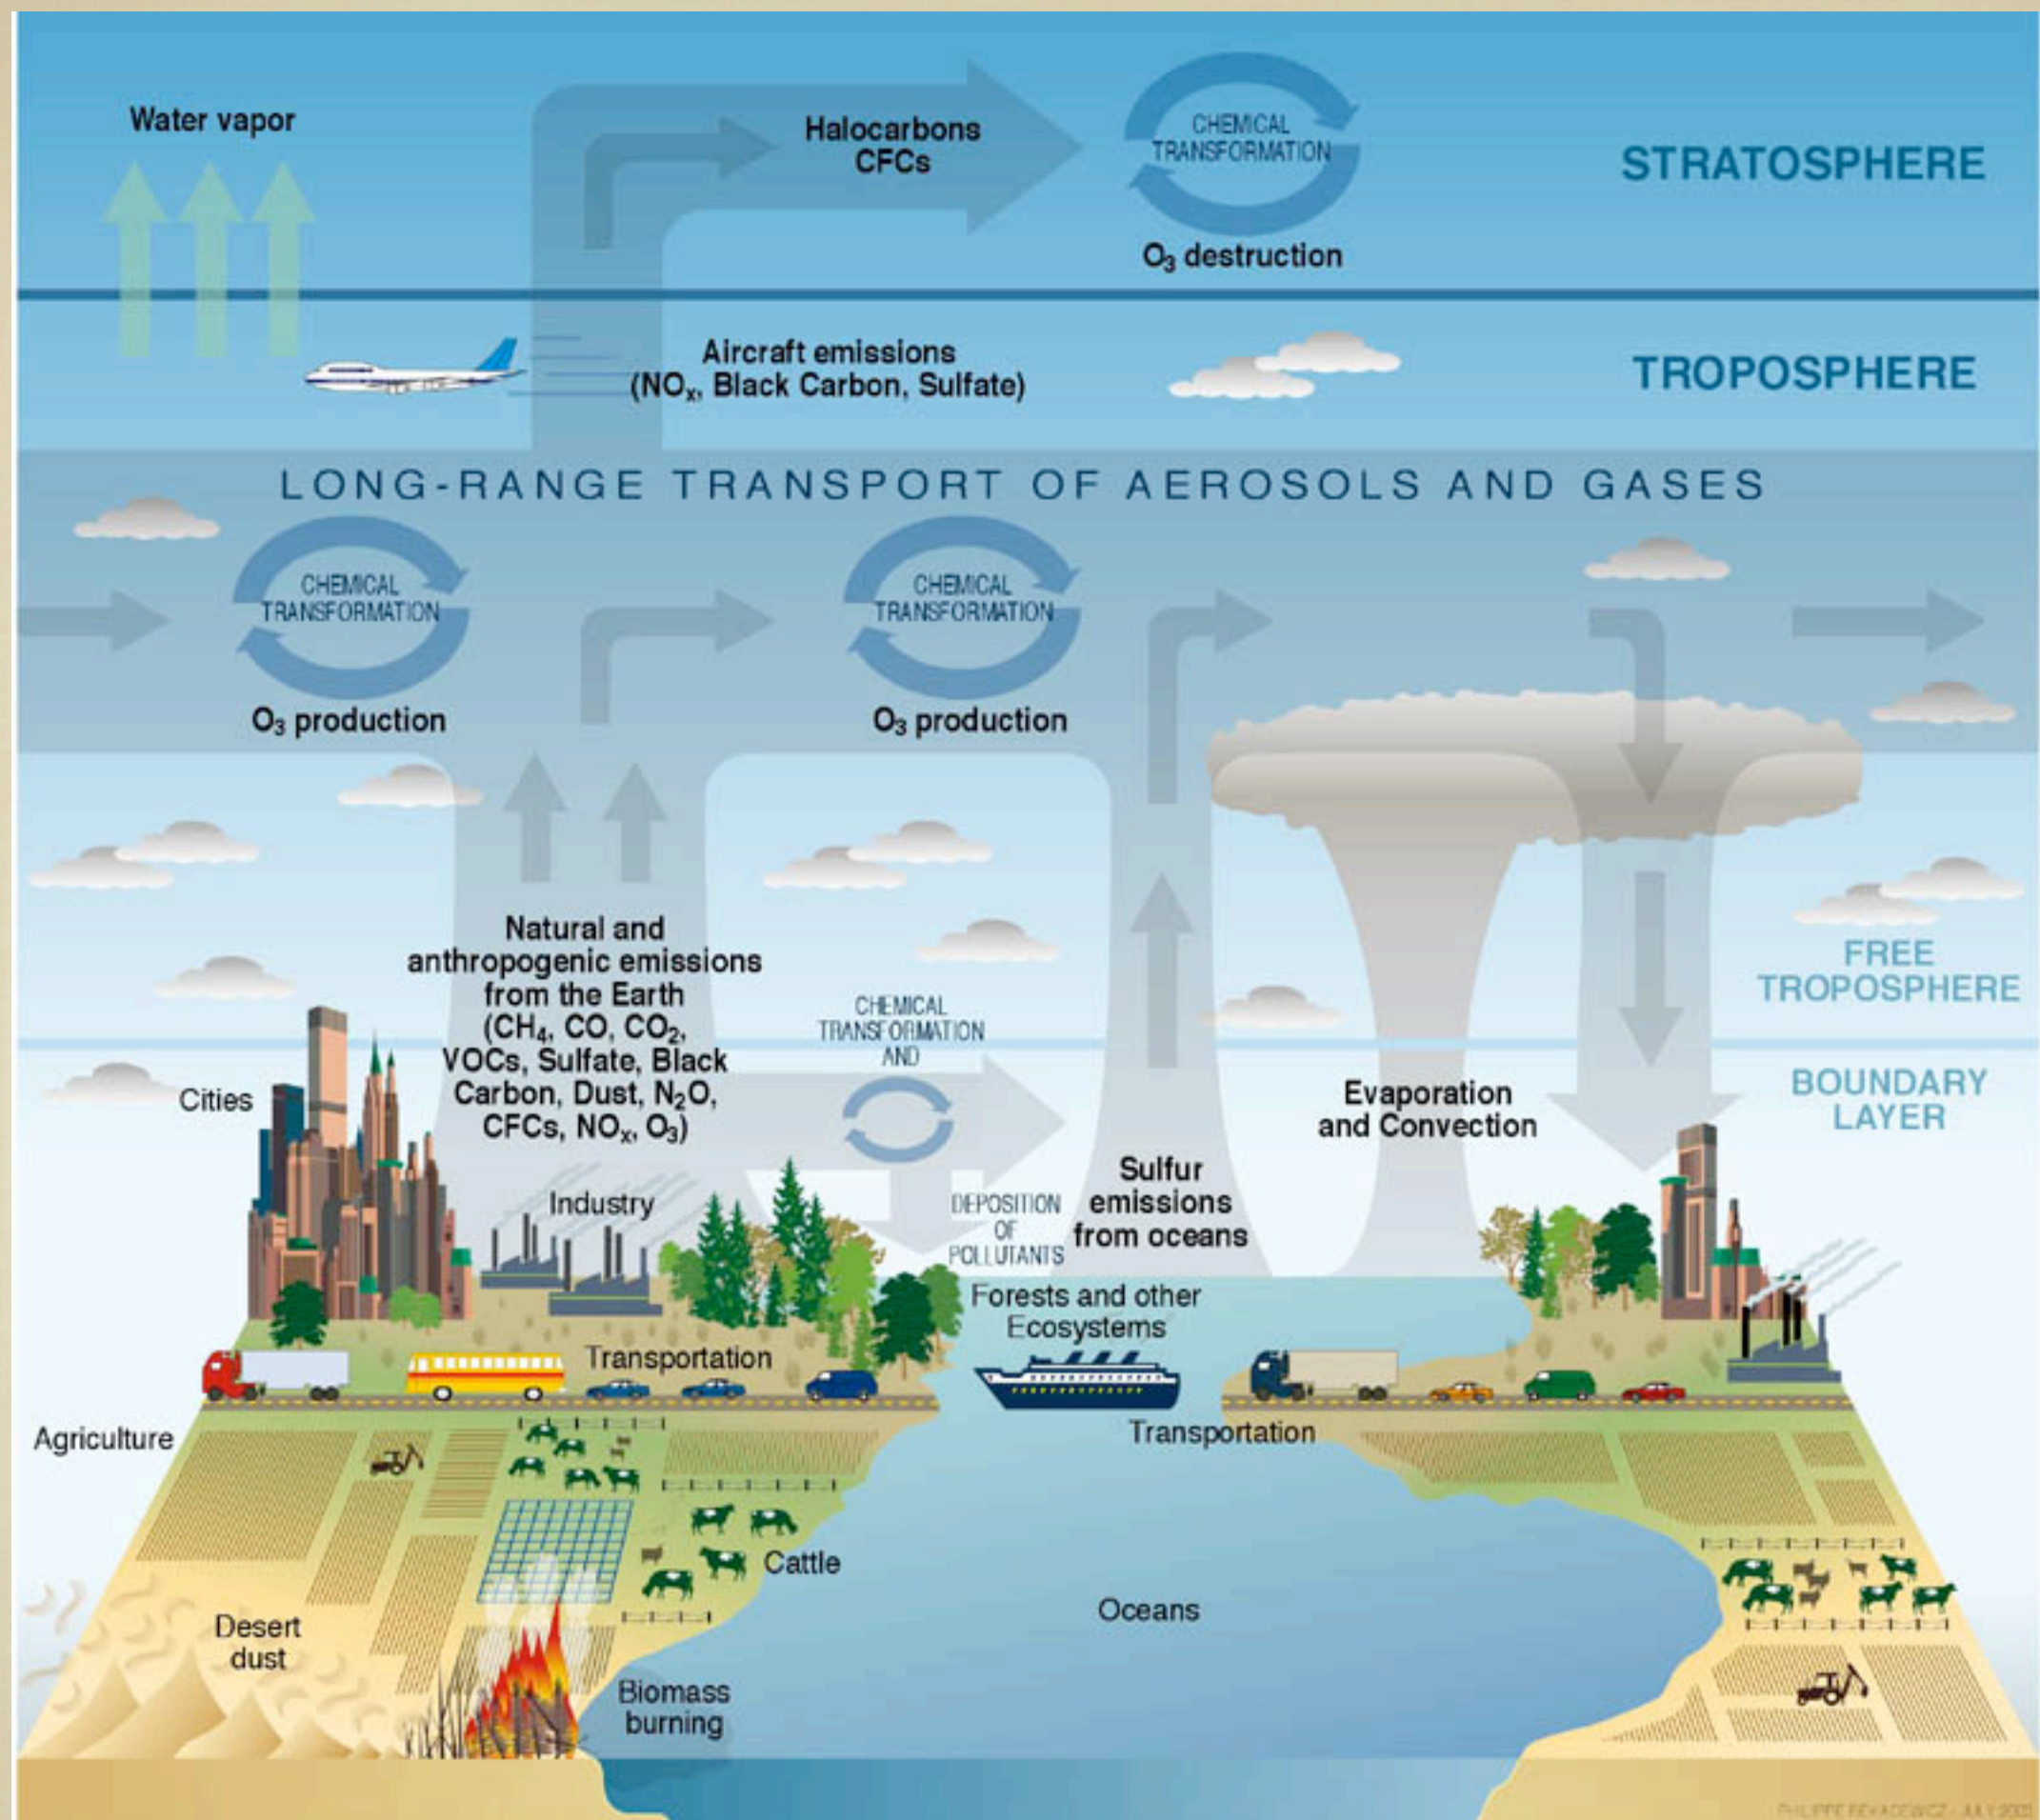 Water vapor
Halocarbons
CFCs
CHEMICAL
TRANSFORMATION
O₃ destruction
STRATOSPHERE
Aircraft emissions
(NOₓ, Black Carbon, Sulfate)
TROPOSPHERE
LONG-RANGE TRANSPORT OF AEROSOLS AND GASES
CHEMICAL
TRANSFORMATION
O₃ production
CHEMICAL
TRANSFORMATION
O₃ production
Natural and
anthropogenic emissions
from the Earth
(CH₄, CO, CO₂,
VOCs, Sulfate, Black
Carbon, Dust, N₂O,
CFCs, NOₓ, O₃)
CHEMICAL
TRANSFORMATION
AND
DEPOSITION
OF
POLLUTANTS
FREE
TROPOSPHERE
BOUNDARY
LAYER
Evaporation
and Convection
Sulfur
emissions
from oceans
Cities
Industry
Forests and other
Ecosystems
Transportation
Transportation
Agriculture
Cattle
Desert
dust
Oceans
Biomass
burning
PHILIPPE REKACEWICZ - JULY 2003